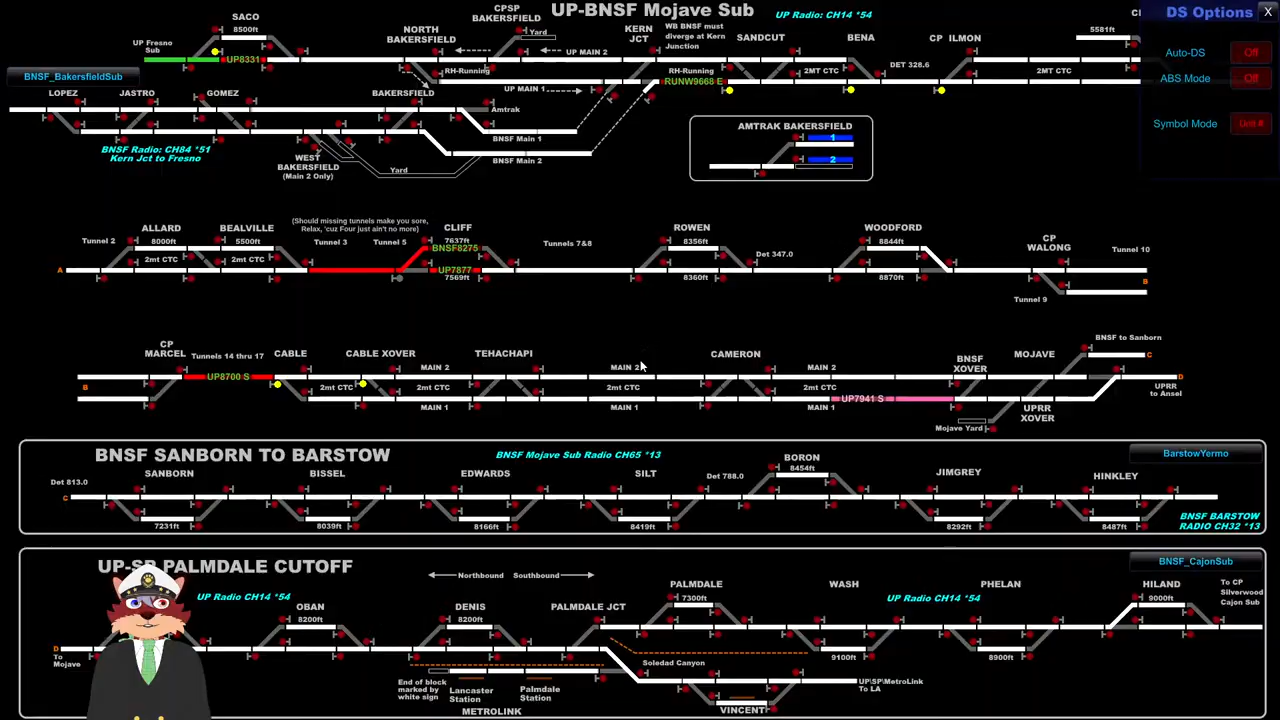 UP-BNSF Mojave Sub
UP Radio: CH14 *54
DS Options
X
Auto-DS
Off
ABS Mode
Off
Symbol Mode
Unit #
SACO
8500ft
UP Fresno
Sub
UP8331
BNSF_BakersfieldSub
NORTH
BAKERSFIELD
CPSP
BAKERSFIELD
Yard
UP MAIN 2
RH-Running
UP MAIN 1
KERN
JCT
WB BNSF must
diverge at Kern
Junction
RH-Running
RUNW9668 E
SANDCUT
2MT CTC
BENA
DET 328.6
CP ILMON
2MT CTC
5581ft
LOPEZ
JASTRO
GOMEZ
BAKERSFIELD
Amtrak
BNSF Main 1
BNSF Main 2
BNSF Radio: CH84 *51
Kern Jct to Fresno
WEST
BAKERSFIELD
(Main 2 Only)
Yard
AMTRAK BAKERSFIELD
1
2
Tunnel 2
ALLARD
8000ft
2mt CTC
BEALVILLE
5500ft
2mt CTC
(Should missing tunnels make you sore,
Relax, 'cuz Four just ain't no more)
Tunnel 3
Tunnel 5
CLIFF
7637ft
BNSF8275
UP7877
7569ft
Tunnels 7&8
ROWEN
8356ft
8360ft
Det 347.0
WOODFORD
8844ft
8870ft
CP
WALONG
Tunnel 10
Tunnel 9
A
B
CP
MARCEL
Tunnels 14 thru 17
UP8700 S
CABLE
2mt CTC
CABLE XOVER
MAIN 2
2mt CTC
MAIN 1
TEHACHAPI
MAIN 2
2mt CTC
MAIN 1
CAMERON
MAIN 2
2mt CTC
MAIN 1
UP7941 S
BNSF
XOVER
MOJAVE
BNSF to Sanborn
C
D
UPRR
to Ansel
UPRR
XOVER
Mojave Yard
B
BNSF SANBORN TO BARSTOW
BNSF Mojave Sub Radio CH65 *13
BarstowYermo
Det 813.0
C
SANBORN
7231ft
BISSEL
8039ft
EDWARDS
8166ft
SILT
8419ft
Det 788.0
BORON
8454ft
JIMGREY
8292ft
HINKLEY
8487ft
BNSF BARSTOW
RADIO CH32 *13
UP-SP PALMDALE CUTOFF
BNSF_CajonSub
Northbound
Southbound
UP Radio CH14 *54
D
To
Mojave
OBAN
8200ft
DENIS
8200ft
PALMDALE JCT
PALMDALE
7300ft
WASH
UP Radio CH14 *54
9100ft
PHELAN
8900ft
HILAND
9000ft
To CP
Silverwood
Cajon Sub
End of block
marked by
white sign
Lancaster
Station
Palmdale
Station
METROLINK
Soledad Canyon
VINCENT
UP\SP\MetroLink
To LA